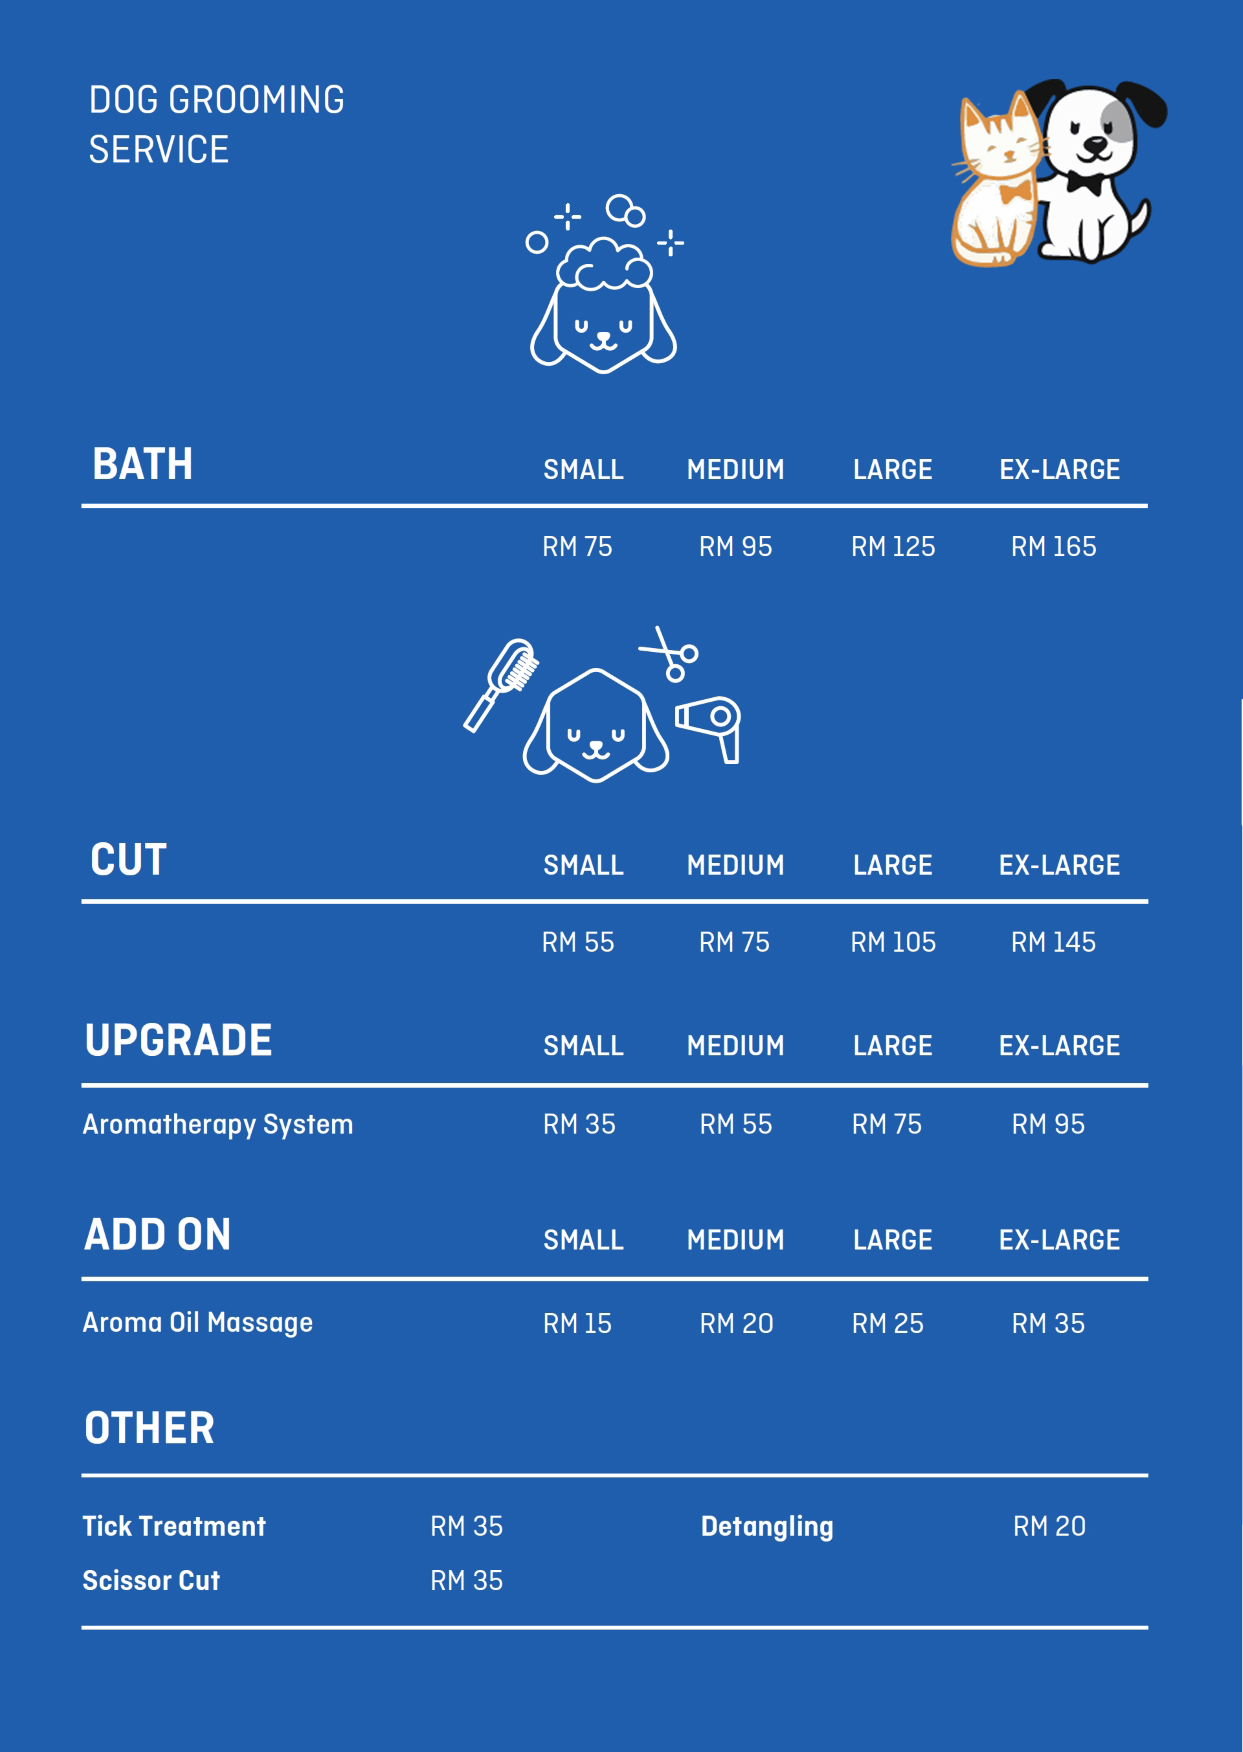 DOG GROOMING
SERVICE
BATH SMALL MEDIUM LARGE EX-LARGE
RM 75 RM 95 RM 125 RM 165
CUT SMALL MEDIUM LARGE EX-LARGE
RM 55 RM 75 RM 105 RM 145
UPGRADE SMALL MEDIUM LARGE EX-LARGE
Aromatherapy System RM 35 RM 55 RM 75 RM 95
ADD ON SMALL MEDIUM LARGE EX-LARGE
Aroma Oil Massage RM 15 RM 20 RM 25 RM 35
OTHER
Tick Treatment RM 35 Detangling RM 20
Scissor Cut RM 35